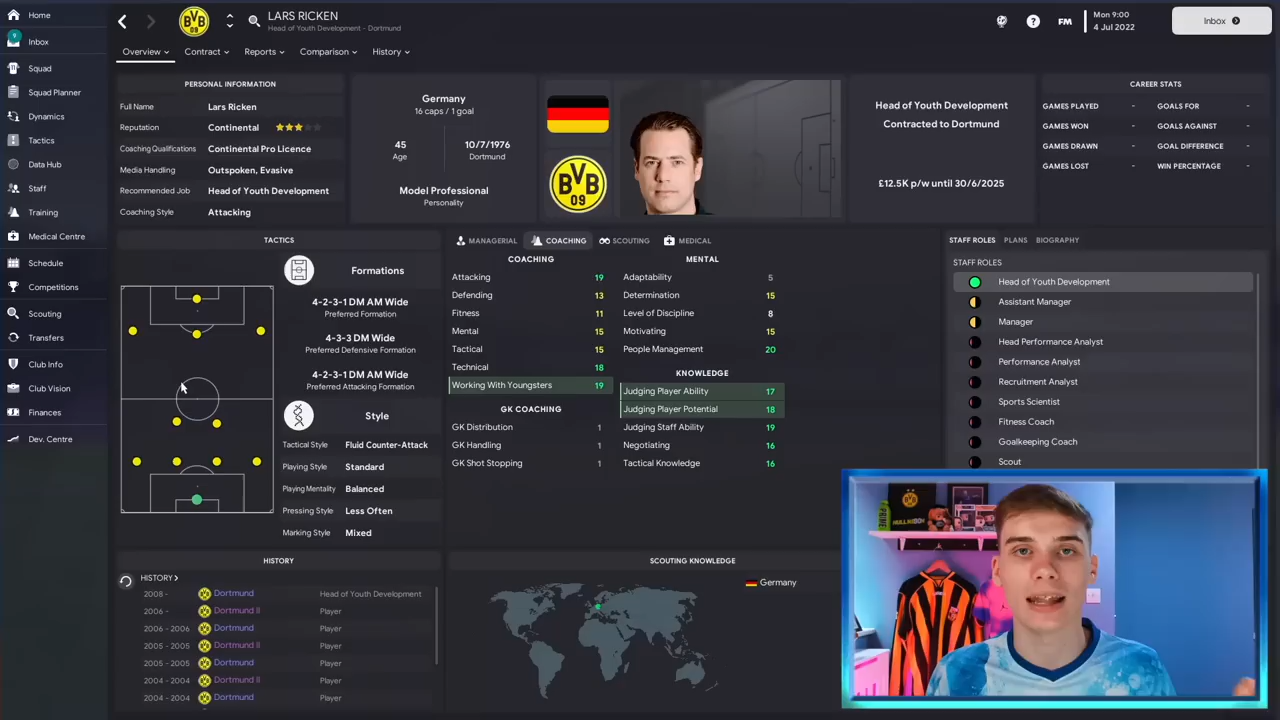 Home
Inbox
Squad
Squad Planner
Dynamics
Tactics
Data Hub
Staff
Training
Medical Centre
Schedule
Competitions
Scouting
Transfers
Club Info
Club Vision
Finances
Dev. Centre
LARS RICKEN
Head of Youth Development - Dortmund
FM
Mon 9:00
4 Jul 2022
Inbox
Overview
Contract
Reports
Comparison
History
PERSONAL INFORMATION
Full Name Lars Ricken
Reputation Continental
Coaching Qualifications Continental Pro Licence
Media Handling Outspoken, Evasive
Recommended Job Head of Youth Development
Coaching Style Attacking
Germany
16 caps / 1 goal
45
Age
10/7/1976
Dortmund
Model Professional
Personality
BVB
09
Head of Youth Development
Contracted to Dortmund
£12.5K p/w until 30/6/2025
CAREER STATS
GAMES PLAYED - GOALS FOR -
GAMES WON - GOALS AGAINST -
GAMES DRAWN - GOAL DIFFERENCE -
GAMES LOST - WIN PERCENTAGE -
TACTICS
Formations
4-2-3-1 DM AM Wide
Preferred Formation
4-3-3 DM Wide
Preferred Defensive Formation
4-2-3-1 DM AM Wide
Preferred Attacking Formation
Style
Tactical Style Fluid Counter-Attack
Playing Style Standard
Playing Mentality Balanced
Pressing Style Less Often
Marking Style Mixed
MANAGERIAL
COACHING
SCOUTING
MEDICAL
COACHING
Attacking 19
Defending 13
Fitness 11
Mental 15
Tactical 15
Technical 18
Working With Youngsters 19
GK COACHING
GK Distribution 1
GK Handling 1
GK Shot Stopping 1
MENTAL
Adaptability 5
Determination 15
Level of Discipline 8
Motivating 15
People Management 20
KNOWLEDGE
Judging Player Ability 17
Judging Player Potential 18
Judging Staff Ability 19
Negotiating 16
Tactical Knowledge 16
STAFF ROLES
PLANS
BIOGRAPHY
STAFF ROLES
Head of Youth Development
Assistant Manager
Manager
Head Performance Analyst
Performance Analyst
Recruitment Analyst
Sports Scientist
Fitness Coach
Goalkeeping Coach
Scout
HISTORY
HISTORY
2008 - Dortmund Head of Youth Development
2006 - Dortmund II Player
2006 - 2006 Dortmund Player
2005 - 2005 Dortmund II Player
2005 - 2005 Dortmund Player
2004 - 2004 Dortmund II Player
2004 - 2004 Dortmund Player
SCOUTING KNOWLEDGE
Germany
PRIME